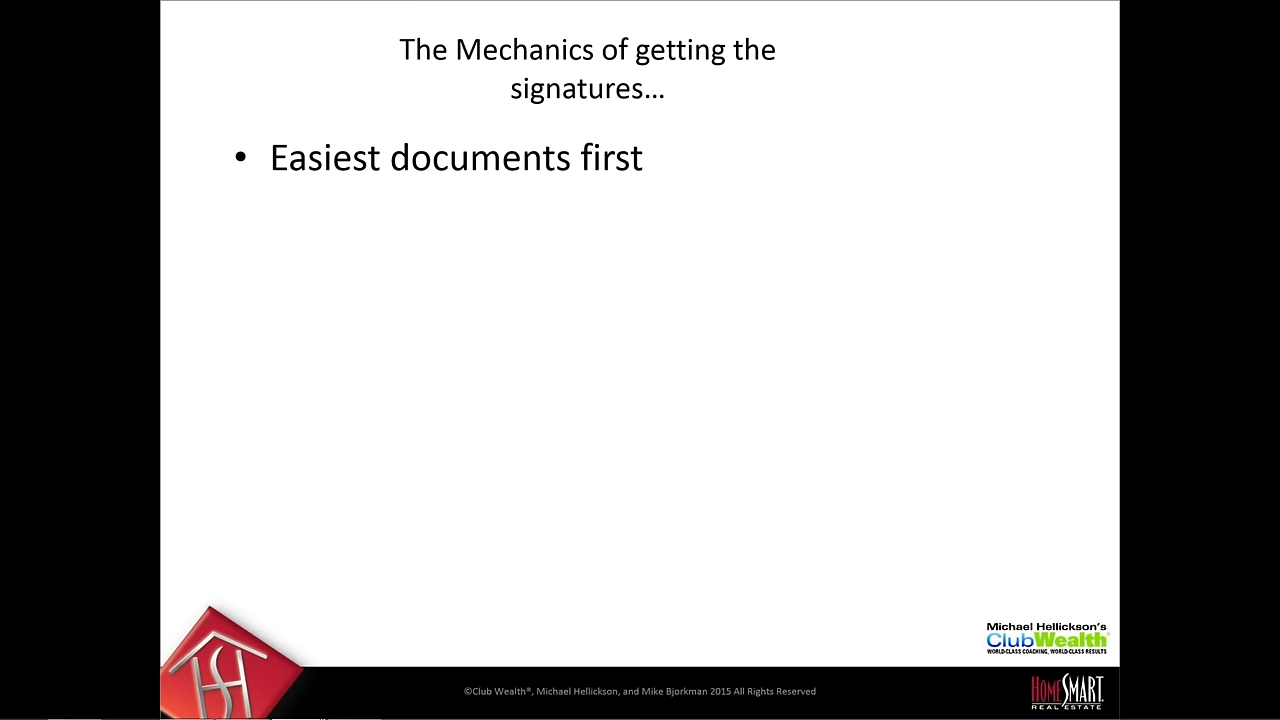 The Mechanics of getting the
signatures…
• Easiest documents first
Michael Hellickson's
ClubWealth®
WORLD-CLASS COACHING, WORLD-CLASS RESULTS
©Club Wealth®, Michael Hellickson, and Mike Bjorkman 2015 All Rights Reserved
HOMESMART
REAL ESTATE